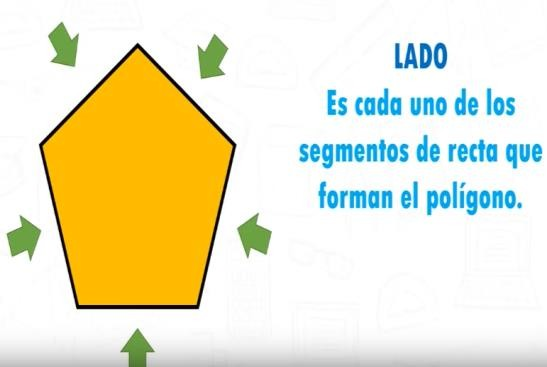 LADO
Es cada uno de los
segmentos de recta que
forman el polígono.